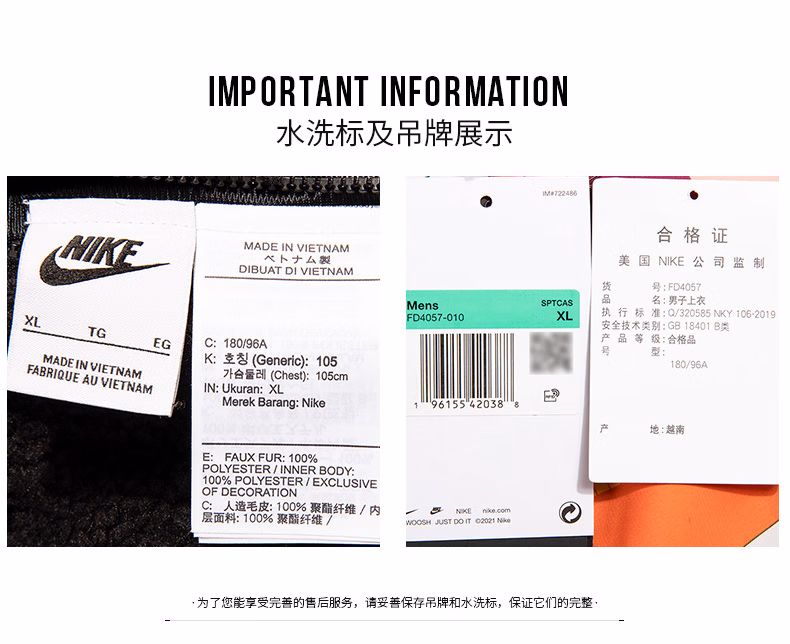 IMPORTANT INFORMATION
水洗标及吊牌展示
NIKE
XL
TG
EG
MADE IN VIETNAM
FABRIQUE AU VIETNAM
MADE IN VIETNAM
ベトナム製
DIBUAT DI VIETNAM
C: 180/96A
K: 호칭 (Generic): 105
가슴둘레 (Chest): 105cm
IN: Ukuran: XL
Merek Barang: Nike
E: FAUX FUR: 100%
POLYESTER / INNER BODY:
100% POLYESTER / EXCLUSIVE
OF DECORATION
C: 人造毛皮: 100% 聚酯纤维 / 内
层面料: 100% 聚酯纤维 /
IM#722486
Mens
SPTCAS
FD4057-010
XL
1 96155 42038 8
NIKE nike.com
WOOSH JUST DO IT ©2021 Nike
合格证
美国 NIKE 公司监制
货号: FD4057
品名: 男子上衣
执行标准: Q/320585 NKY 106-2019
安全技术类别: GB 18401 B类
产品等级: 合格品
号型:
180/96A
产地: 越南
·为了您能享受完善的售后服务，请妥善保存吊牌和水洗标，保证它们的完整·